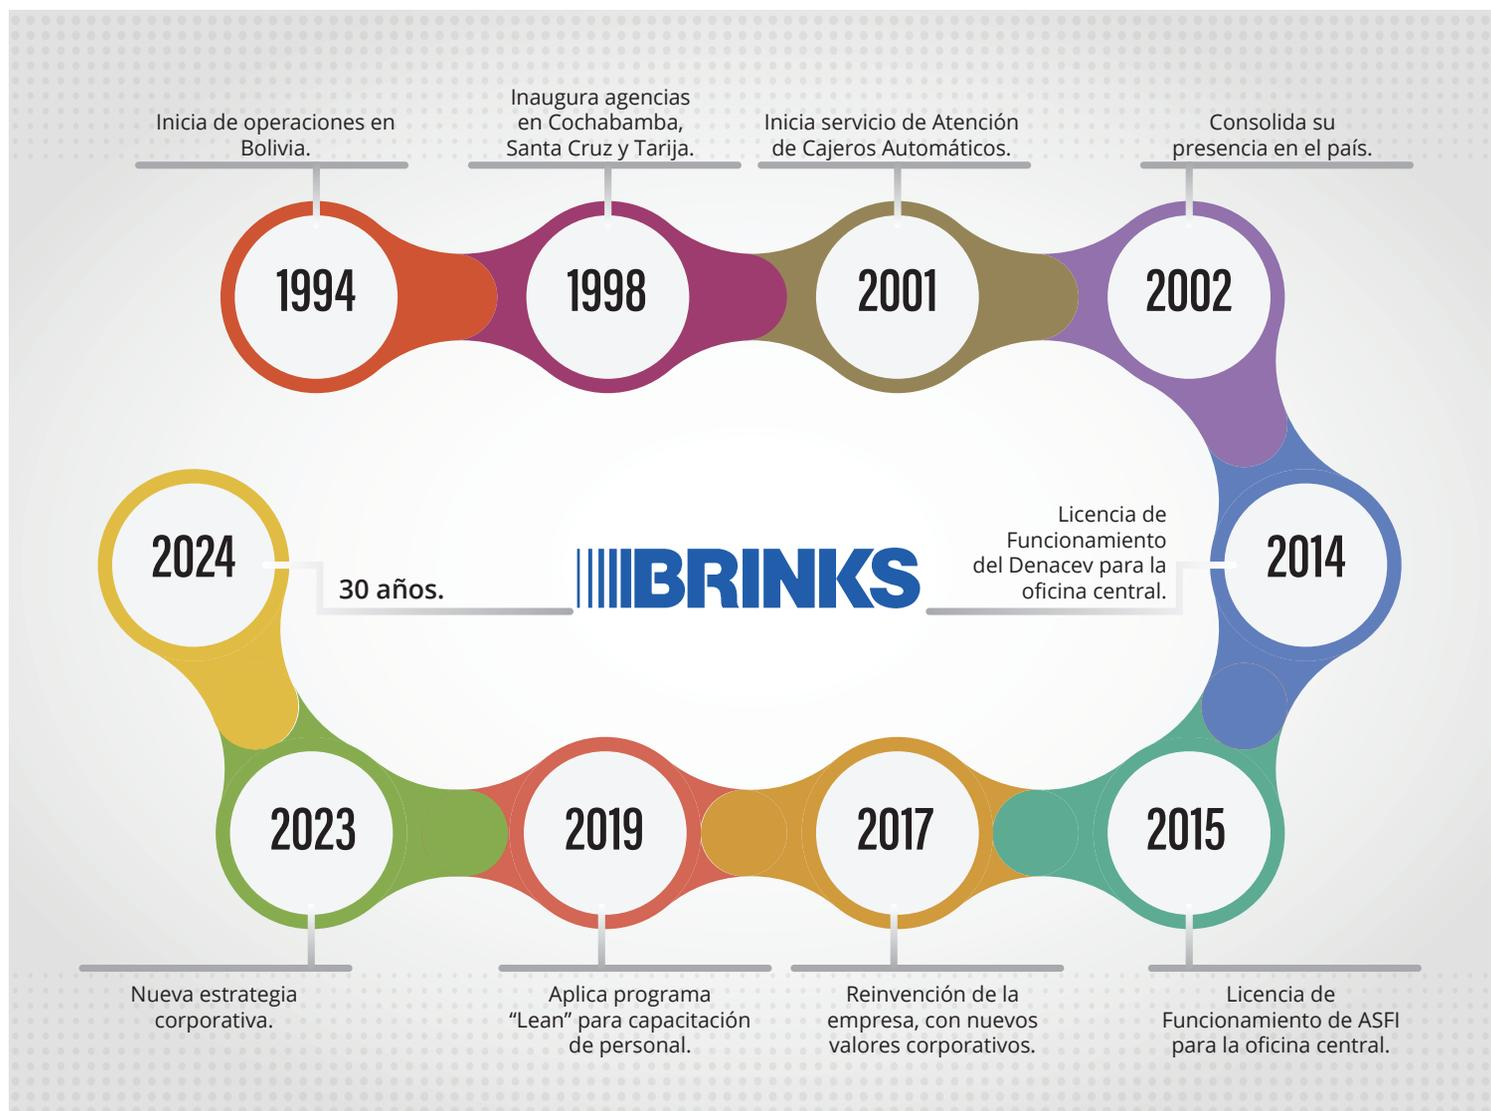 Inicia de operaciones en
Bolivia.
1994
Inaugura agencias
en Cochabamba,
Santa Cruz y Tarija.
1998
Inicia servicio de Atención
de Cajeros Automáticos.
2001
Consolida su
presencia en el país.
2002
Licencia de
Funcionamiento
del Denacev para la
oficina central.
2014
2015
Licencia de
Funcionamiento de ASFI
para la oficina central.
2017
Reinvención de la
empresa, con nuevos
valores corporativos.
2019
Aplica programa
“Lean” para capacitación
de personal.
2023
Nueva estrategia
corporativa.
2024
30 años.
BRINKS